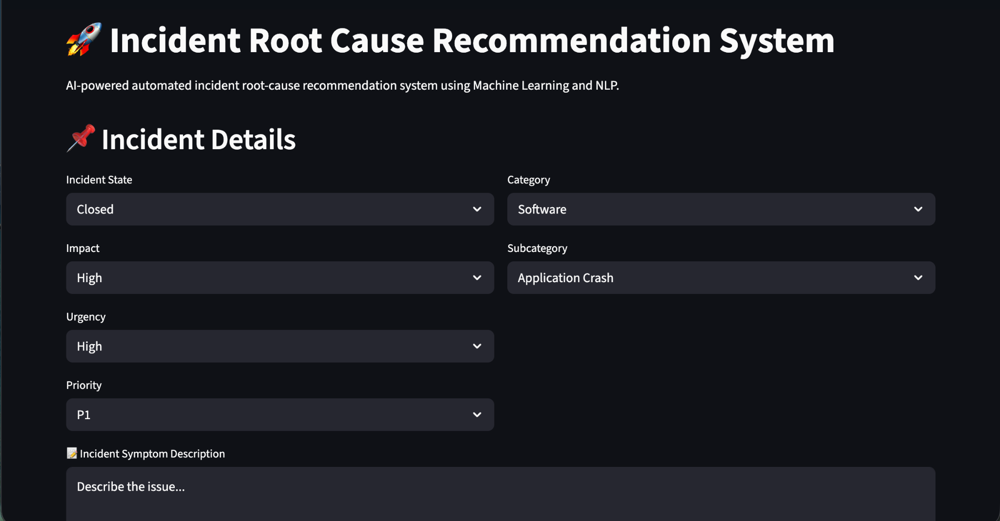 🚀 Incident Root Cause Recommendation System
AI-powered automated incident root-cause recommendation system using Machine Learning and NLP.
📌 Incident Details
Incident State
Closed
Category
Software
Impact
High
Subcategory
Application Crash
Urgency
High
Priority
P1
📝 Incident Symptom Description
Describe the issue...